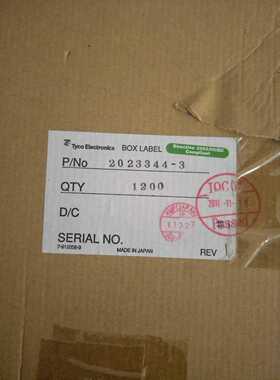 Tyco Electronics BOX LABEL
Directive 2002/95/EC
Compliant
P/No 2023344-3
QTY 1200
D/C
SERIAL NO.
MADE IN JAPAN
REV
Passed